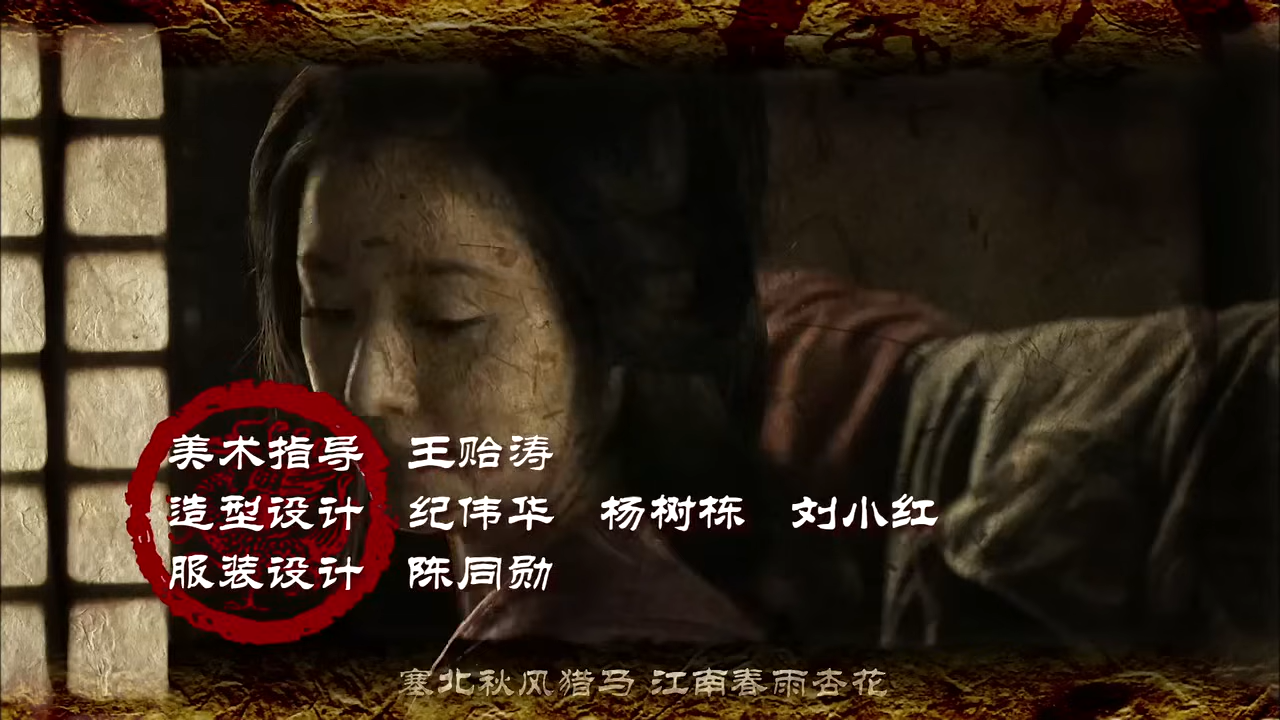 美术指导 王贻涛
造型设计 纪伟华 杨树栋 刘小红
服装设计 陈同勋
塞北秋风猎马 江南春雨杏花